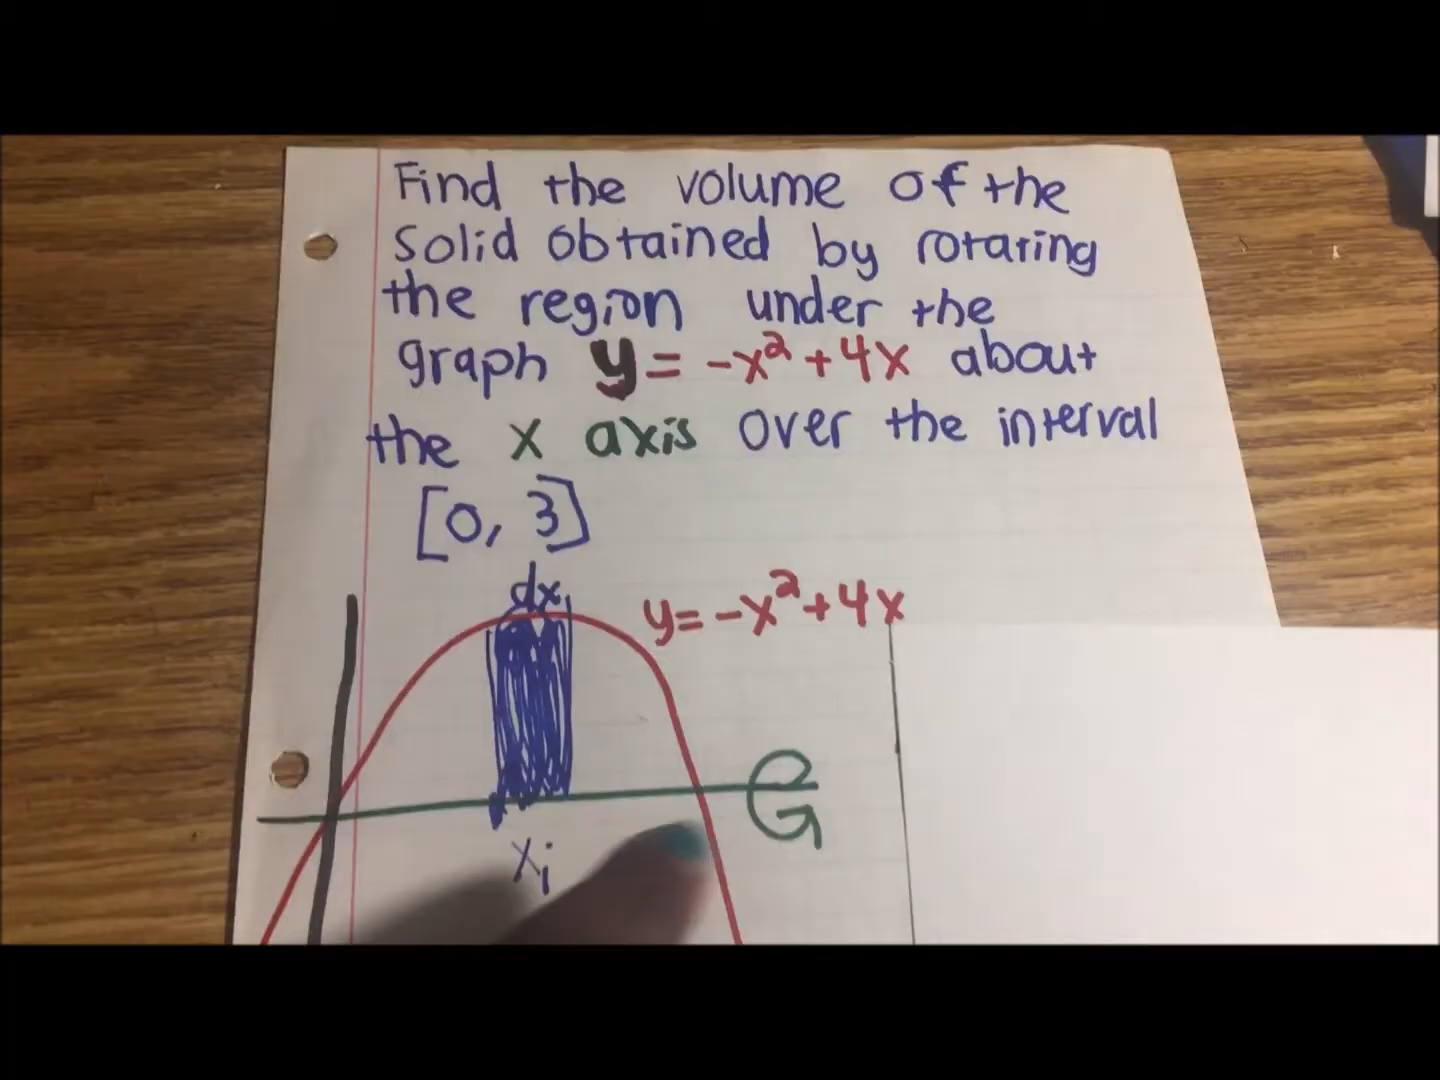 Find the volume of the
solid obtained by rotating
the region under the
graph y = -x² + 4x about
the x axis over the interval
[0, 3]
dx
y = -x² + 4x
xi